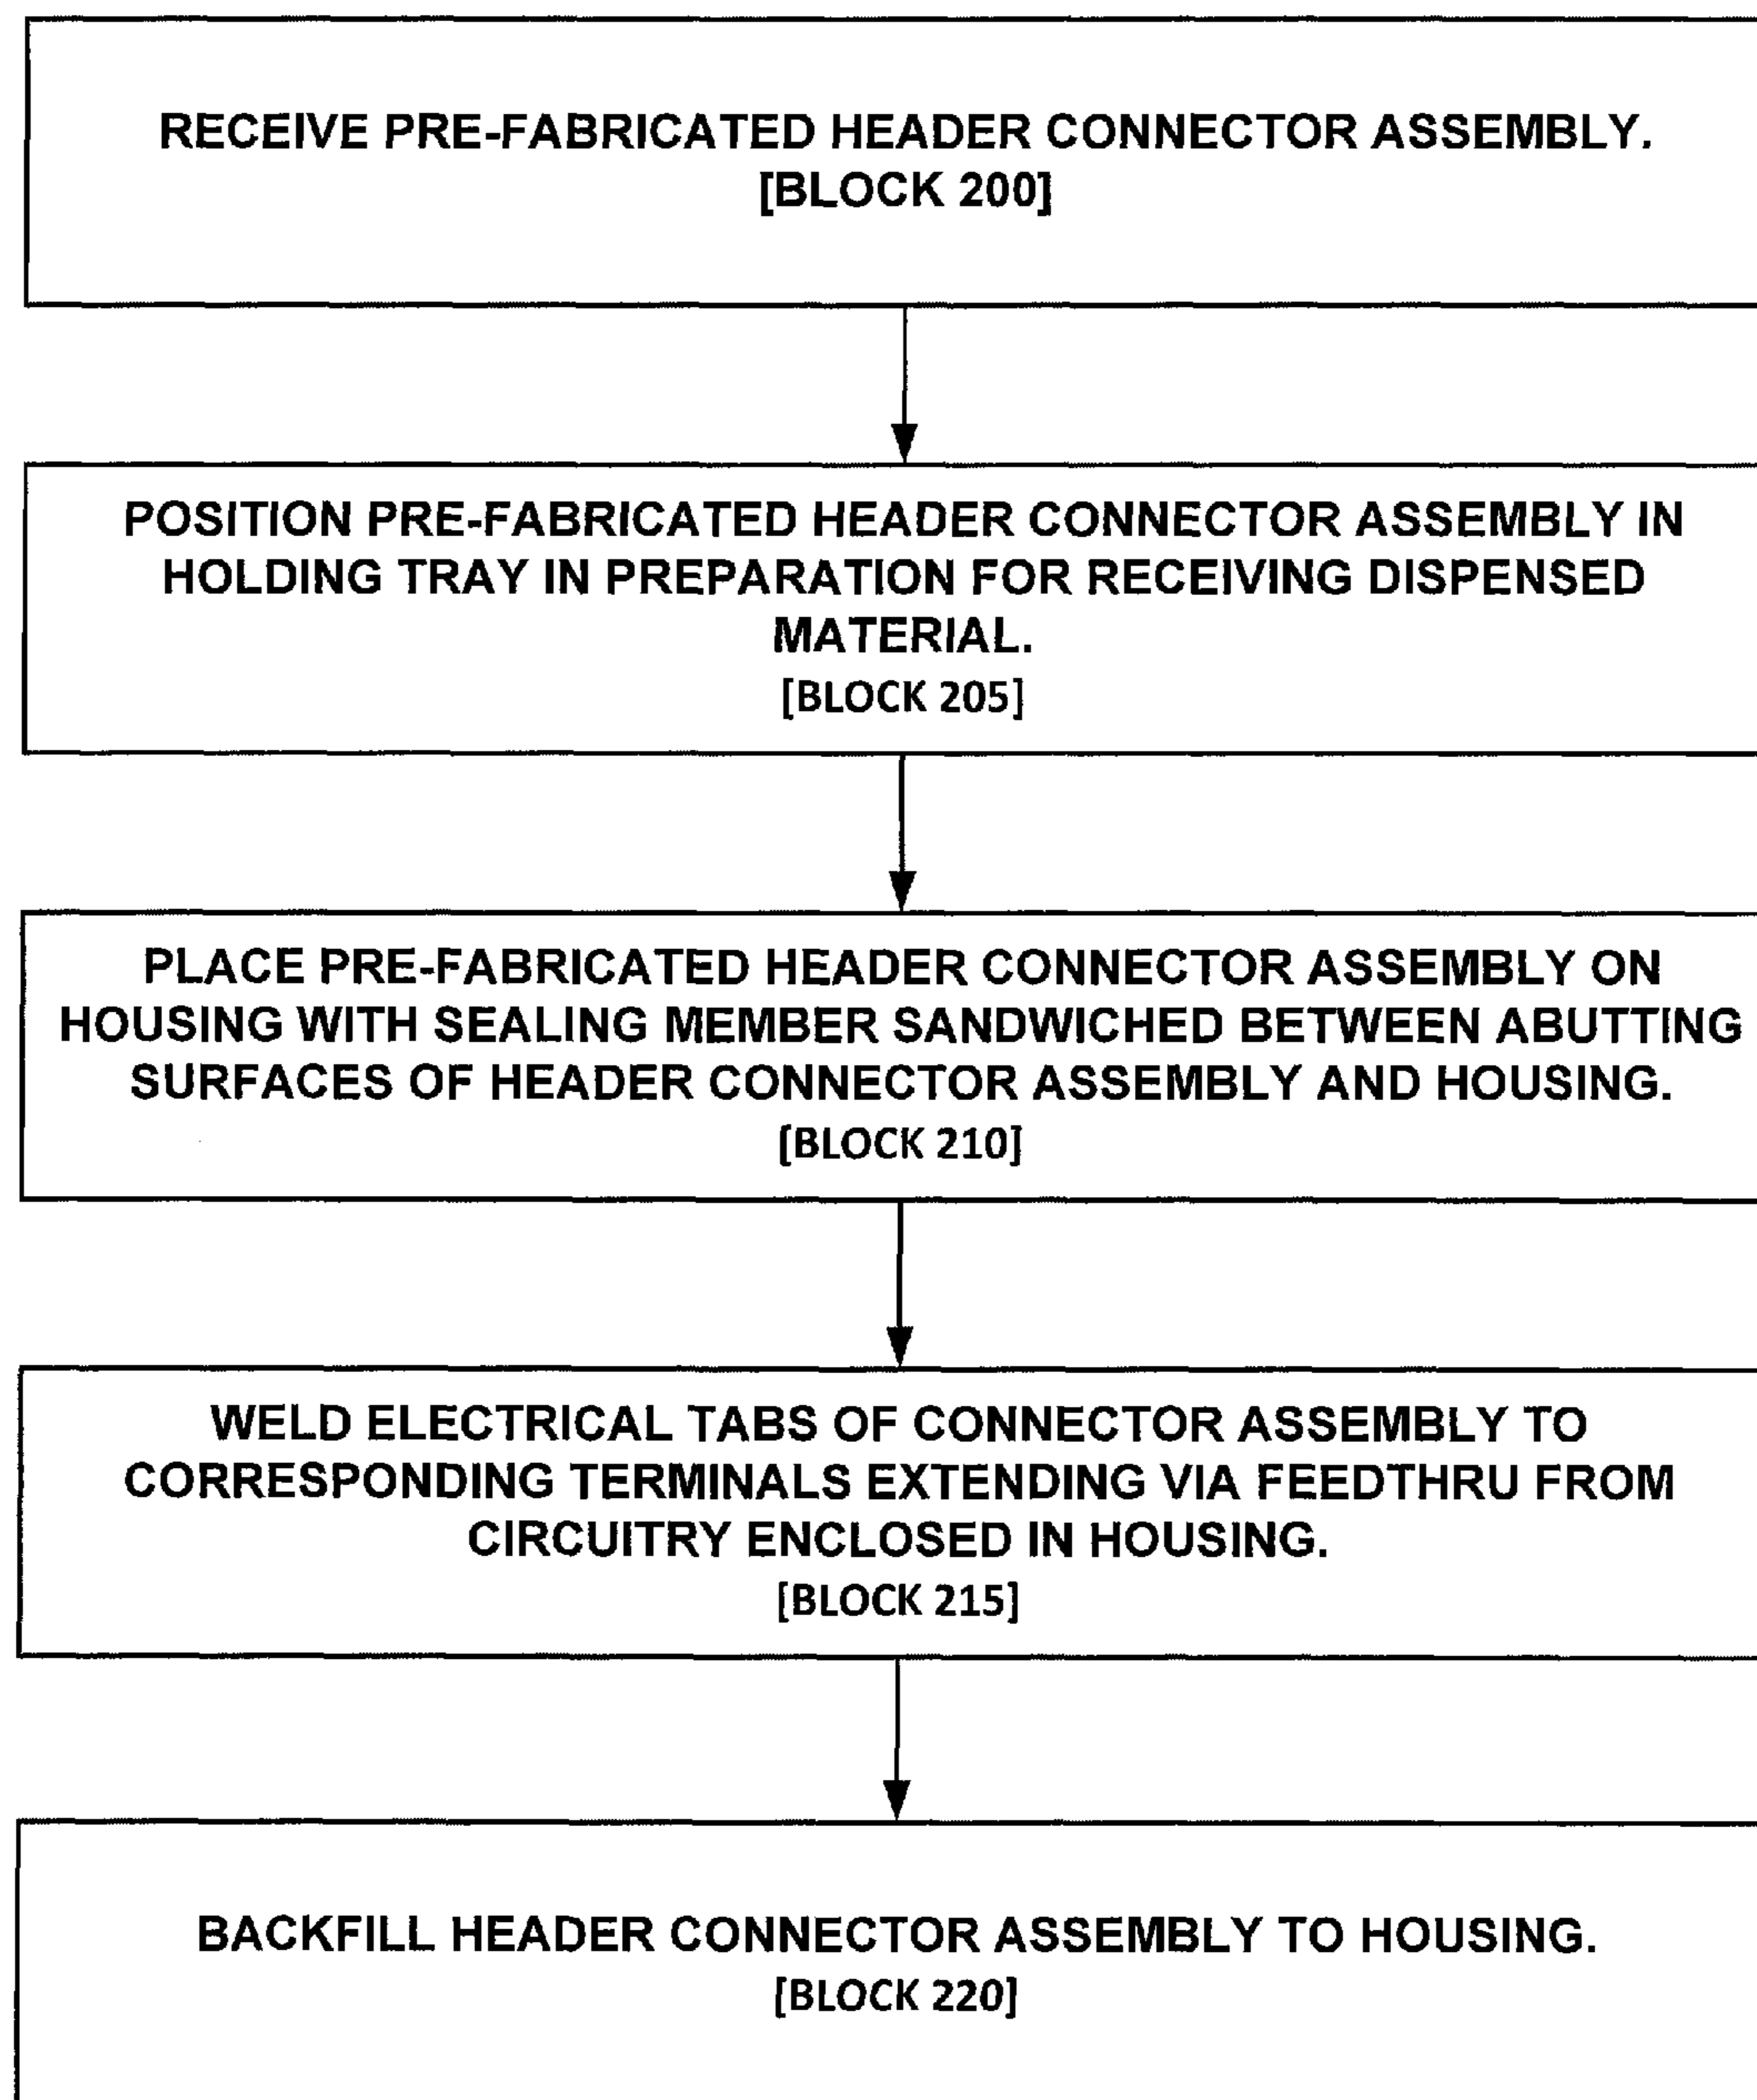 RECEIVE PRE-FABRICATED HEADER CONNECTOR ASSEMBLY.
[BLOCK 200]
POSITION PRE-FABRICATED HEADER CONNECTOR ASSEMBLY IN
HOLDING TRAY IN PREPARATION FOR RECEIVING DISPENSED
MATERIAL.
[BLOCK 205]
PLACE PRE-FABRICATED HEADER CONNECTOR ASSEMBLY ON
HOUSING WITH SEALING MEMBER SANDWICHED BETWEEN ABUTTING
SURFACES OF HEADER CONNECTOR ASSEMBLY AND HOUSING.
[BLOCK 210]
WELD ELECTRICAL TABS OF CONNECTOR ASSEMBLY TO
CORRESPONDING TERMINALS EXTENDING VIA FEEDTHRU FROM
CIRCUITRY ENCLOSED IN HOUSING.
[BLOCK 215]
BACKFILL HEADER CONNECTOR ASSEMBLY TO HOUSING.
[BLOCK 220]